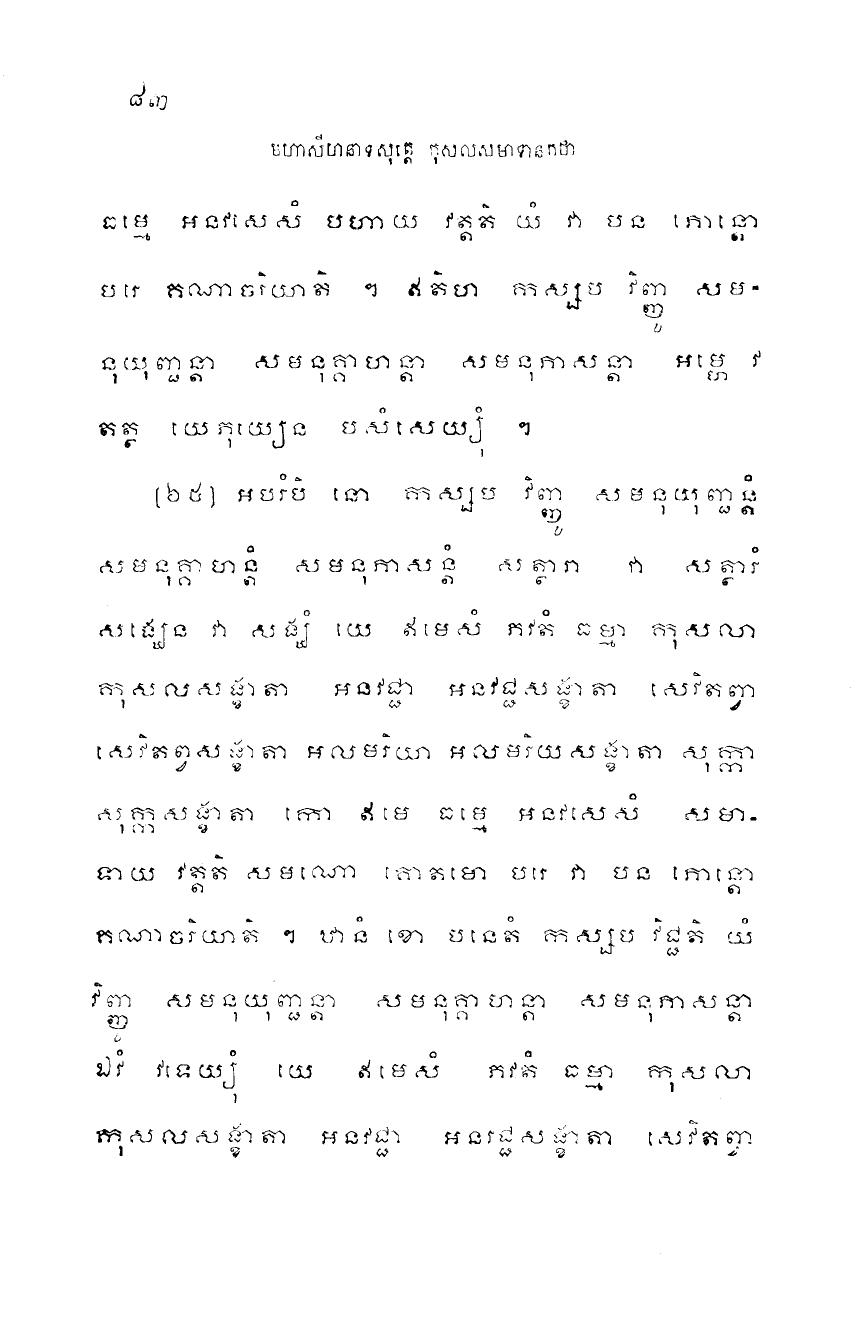 ៨៣
មហាសីហនាទសុត្តេ កុសលសមាទានកថា
ធម្មេ អនវសេសំ បហាយ វត្តតិ យំ វា បន ភោន្តោ
បរេ គណាចរិយាតិ ។ ឥតិហ កស្សប វិញ្ញូ សម-
នុយុញ្ជន្តា សមនុគ្គាហន្តា សមនុភាសន្តា អម្ហេ វ
តត្ថ យេភុយ្យេន បសំសេយ្យុំ ។
(៦៥) អបរំបិ នោ កស្សប វិញ្ញូ សមនុយុញ្ជន្តំ
សមនុគ្គាហន្តំ សមនុភាសន្តំ សត្ថារា វា សត្ថារំ
សង្ឃេន វា សង្ឃំ យេ ឥមេសំ ភវតំ ធម្មា កុសលា
កុសលសង្ខាតា អនវជ្ជា អនវជ្ជសង្ខាតា សេវិតព្វា
សេវិតព្វសង្ខាតា អលមរិយា អលមរិយសង្ខាតា សុក្កា
សុក្កសង្ខាតា កោ ឥមេ ធម្មេ អនវសេសំ សមា-
ទាយ វត្តតិ សមណោ គោតមោ បរេ វា បន ភោន្តោ
គណាចរិយាតិ ។ ឋានំ ខោ បនេតំ កស្សប វិជ្ជតិ យំ
វិញ្ញូ សមនុយុញ្ជន្តា សមនុគ្គាហន្តា សមនុភាសន្តា
ឯវំ វទេយ្យុំ យេ ឥមេសំ ភវតំ ធម្មា កុសលា
កុសលសង្ខាតា អនវជ្ជា អនវជ្ជសង្ខាតា សេវិតព្វា